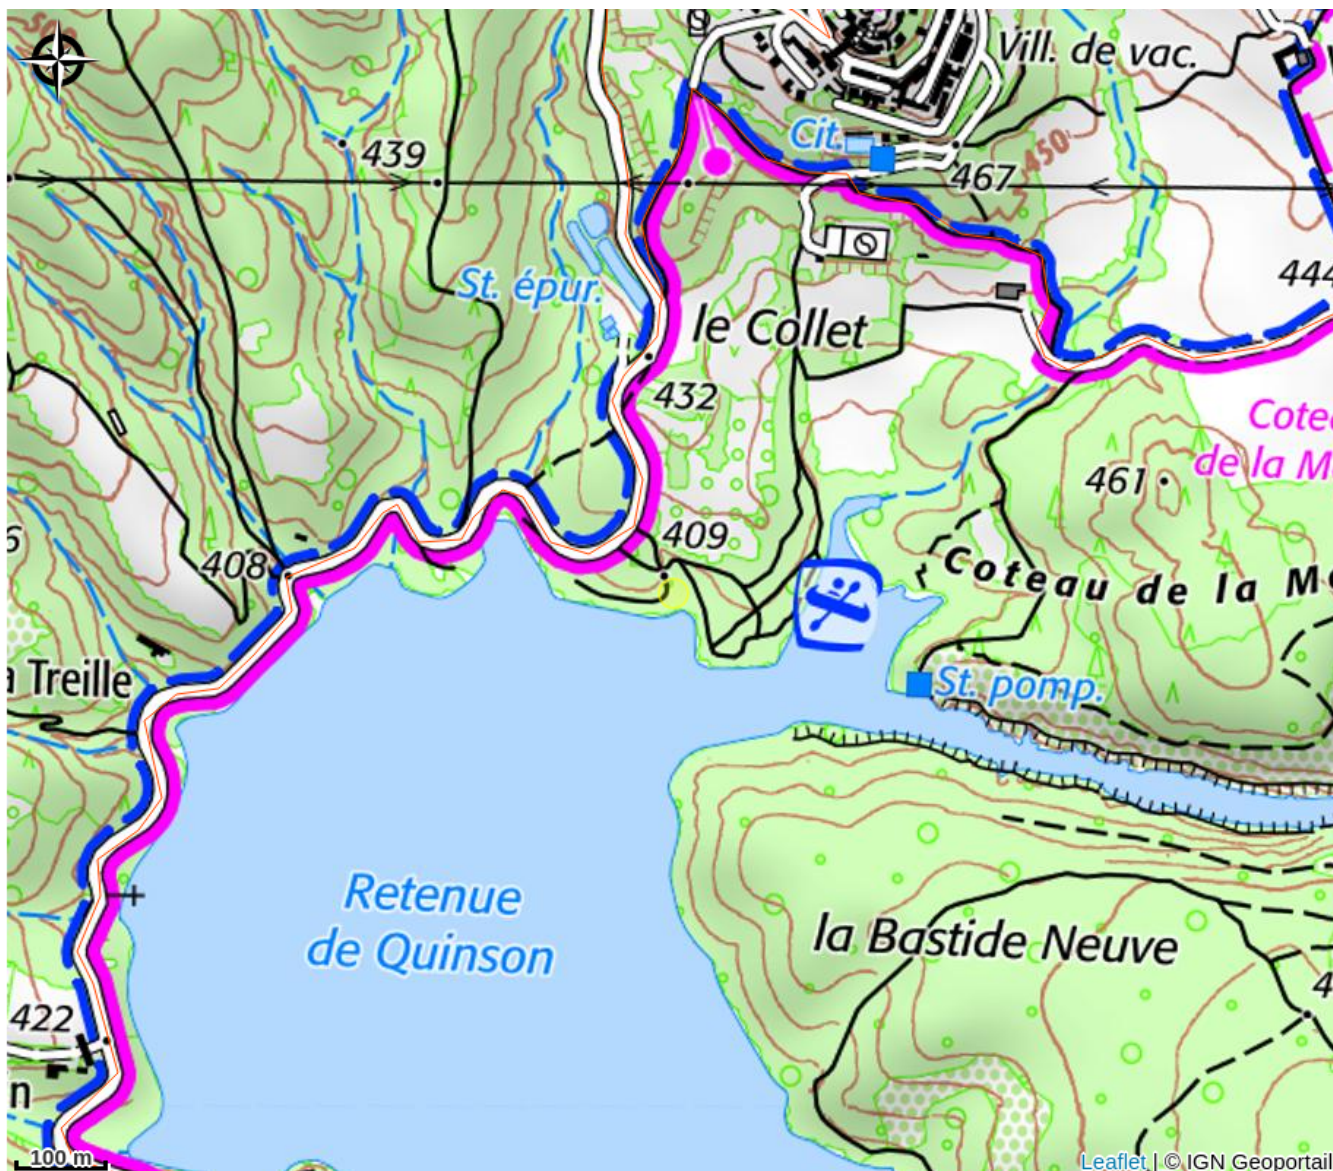 Vill. de vac.
Cit.
439
450
467
St. épur.
444
le Collet
432
Cote
de la M
461
409
408
Coteau de la M
la Treille
St. pomp.
Retenue
de Quinson
la Bastide Neuve
422
100 m
Leaflet | © IGN Geoportail